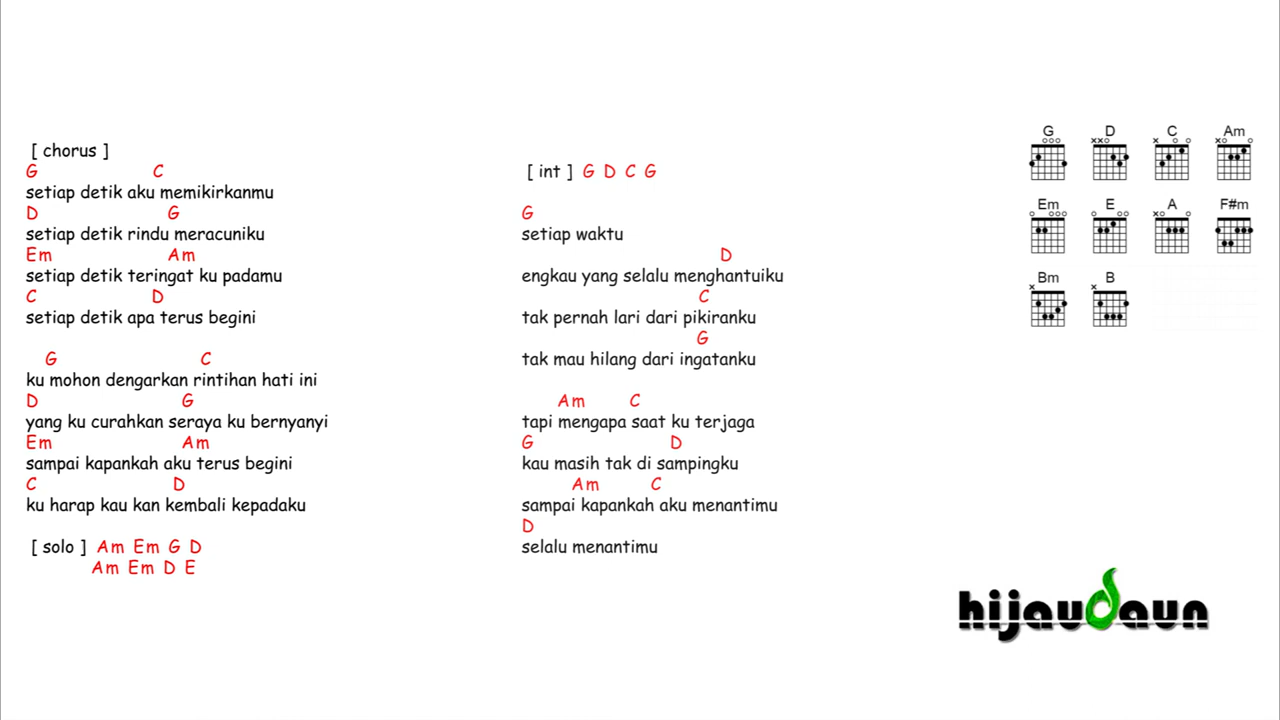 [ chorus ]
G C
setiap detik aku memikirkanmu
D G
setiap detik rindu meracuniku
Em Am
setiap detik teringat ku padamu
C D
setiap detik apa terus begini
G C
ku mohon dengarkan rintihan hati ini
D G
yang ku curahkan seraya ku bernyanyi
Em Am
sampai kapankah aku terus begini
C D
ku harap kau kan kembali kepadaku
[ solo ] Am Em G D
Am Em D E
[ int ] G D C G
G
setiap waktu
D
engkau yang selalu menghantuiku
C
tak pernah lari dari pikiranku
G
tak mau hilang dari ingatanku
Am C
tapi mengapa saat ku terjaga
G D
kau masih tak di sampingku
Am C
sampai kapankah aku menantimu
D
selalu menantimu
G D C Am
Em E A F#m
Bm B
hijaudaun